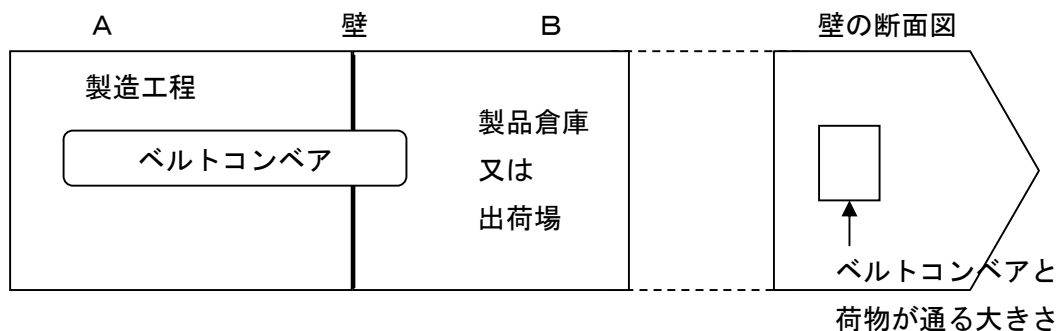 A 壁 B 壁の断面図
製造工程
ベルトコンベア
製品倉庫
又は
出荷場
ベルトコンベアと
荷物が通る大きさ